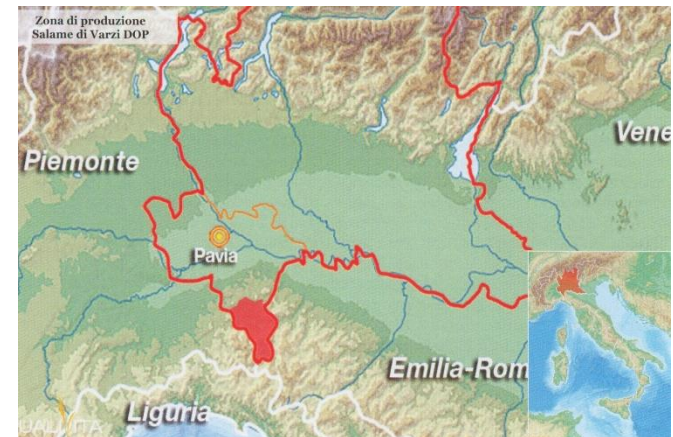 Zona di produzione
Salame di Varzi DOP
Piemonte
Vene
Pavia
Emilia-Rom
Liguria